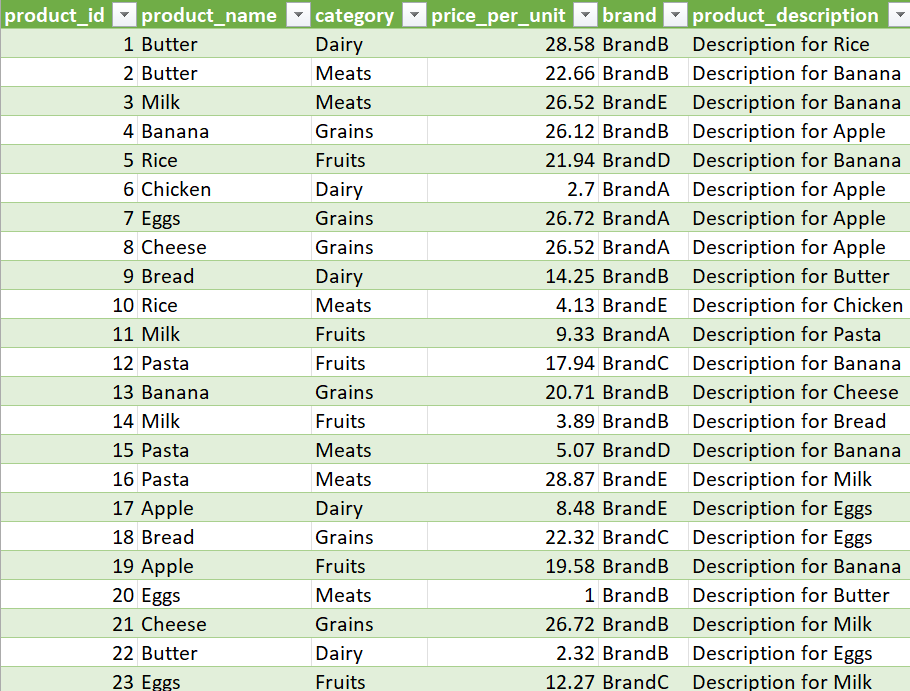 product_id product_name category price_per_unit brand product_description
1 Butter Dairy 28.58 BrandB Description for Rice
2 Butter Meats 22.66 BrandB Description for Banana
3 Milk Meats 26.52 BrandE Description for Banana
4 Banana Grains 26.12 BrandB Description for Apple
5 Rice Fruits 21.94 BrandD Description for Banana
6 Chicken Dairy 2.7 BrandA Description for Apple
7 Eggs Grains 26.72 BrandA Description for Apple
8 Cheese Grains 26.52 BrandA Description for Apple
9 Bread Dairy 14.25 BrandB Description for Butter
10 Rice Meats 4.13 BrandE Description for Chicken
11 Milk Fruits 9.33 BrandA Description for Pasta
12 Pasta Fruits 17.94 BrandC Description for Banana
13 Banana Grains 20.71 BrandB Description for Cheese
14 Milk Fruits 3.89 BrandB Description for Bread
15 Pasta Meats 5.07 BrandD Description for Banana
16 Pasta Meats 28.87 BrandE Description for Milk
17 Apple Dairy 8.48 BrandE Description for Eggs
18 Bread Grains 22.32 BrandC Description for Eggs
19 Apple Fruits 19.58 BrandB Description for Banana
20 Eggs Meats 1 BrandB Description for Butter
21 Cheese Grains 26.72 BrandB Description for Milk
22 Butter Dairy 2.32 BrandB Description for Eggs
23 Eggs Fruits 12.27 BrandC Description for Milk